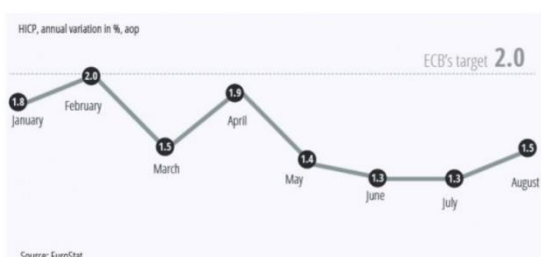 HICP, annual variation in %, aop
ECB's target 2.0
2.0
1.8
1.9
January
February
April
1.5
March
1.4
May
1.3
June
1.3
July
1.5
August
Source: EuroStat